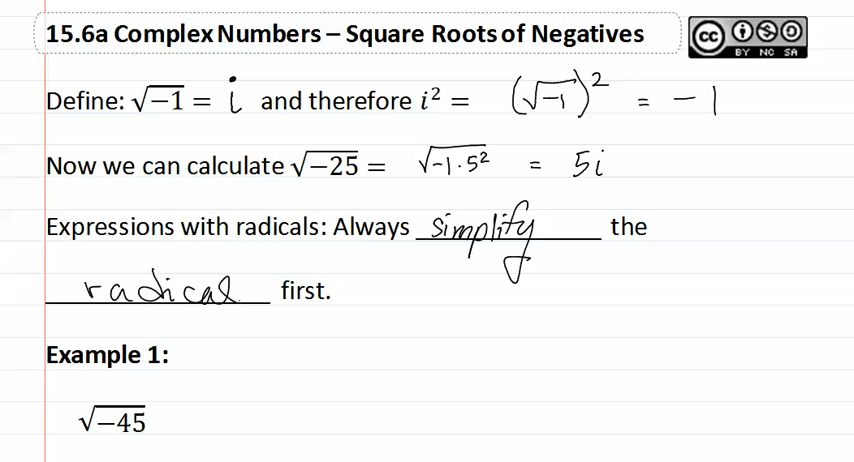 15.6a Complex Numbers – Square Roots of Negatives
cc BY NC SA
Define: √−1 = i and therefore i² = (√−1)² = −1
Now we can calculate √−25 = √−1·5² = 5i
Expressions with radicals: Always simplify the
radical first.
Example 1:
√−45